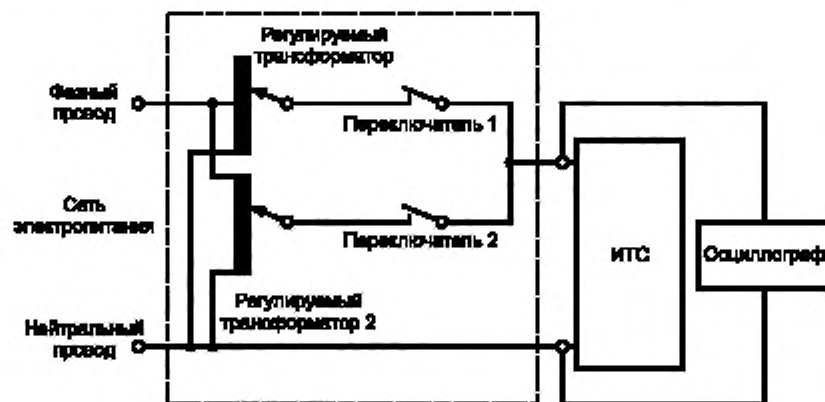 Регулируемый
трансформатор
Фазный
провод
Переключатель 1
Сеть
электропитания
Переключатель 2
ИТС
Осциллограф
Регулируемый
трансформатор 2
Нейтральный
провод